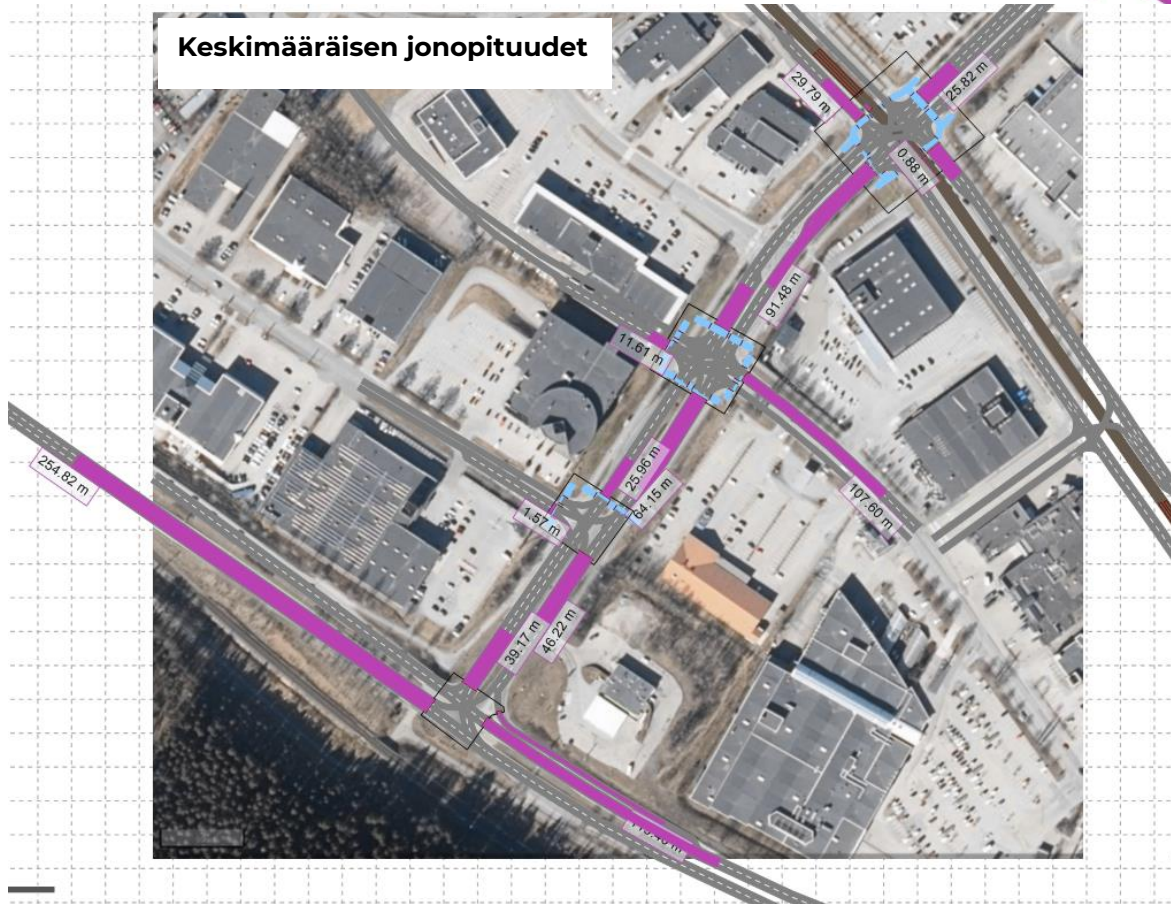 Keskimääräisen jonopituudet
29.79 m
25.82 m
0.88 m
91.48 m
11.61 m
25.96 m
64.15 m
107.60 m
254.82 m
1.57 m
39.17 m
46.22 m